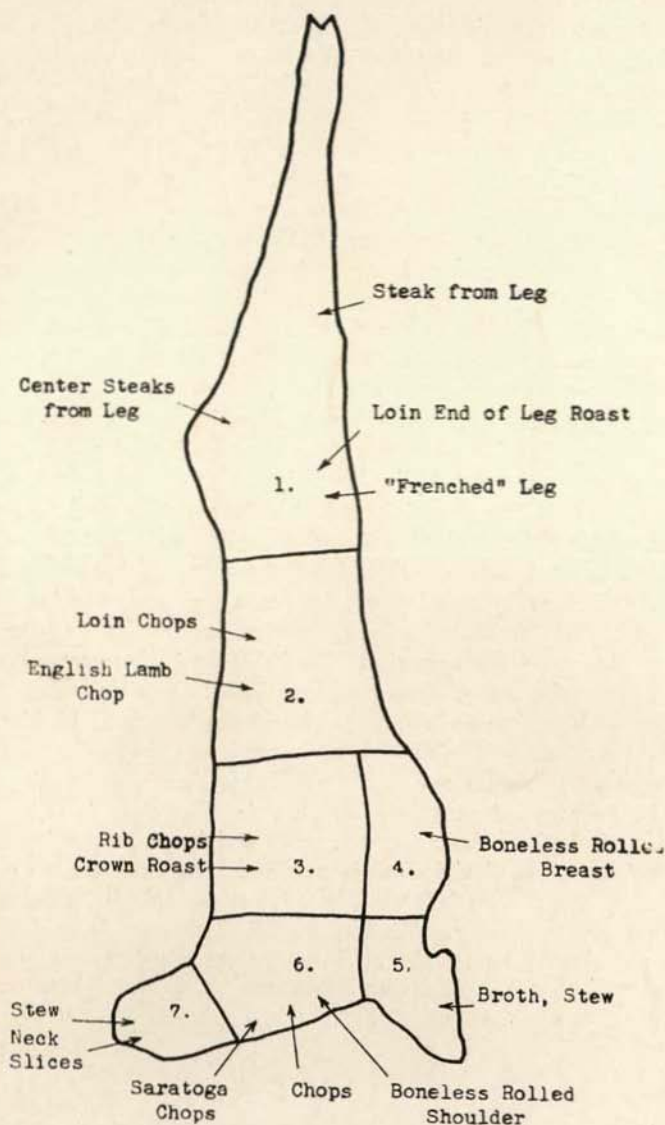 Steak from Leg
Center Steaks
from Leg
Loin End of Leg Roast
1.
"Frenched" Leg
Loin Chops
English Lamb
Chop
2.
Rib Chops
Crown Roast
3.
4.
Boneless Rolled
Breast
6.
5.
Broth, Stew
7.
Stew
Neck
Slices
Saratoga
Chops
Chops
Boneless Rolled
Shoulder